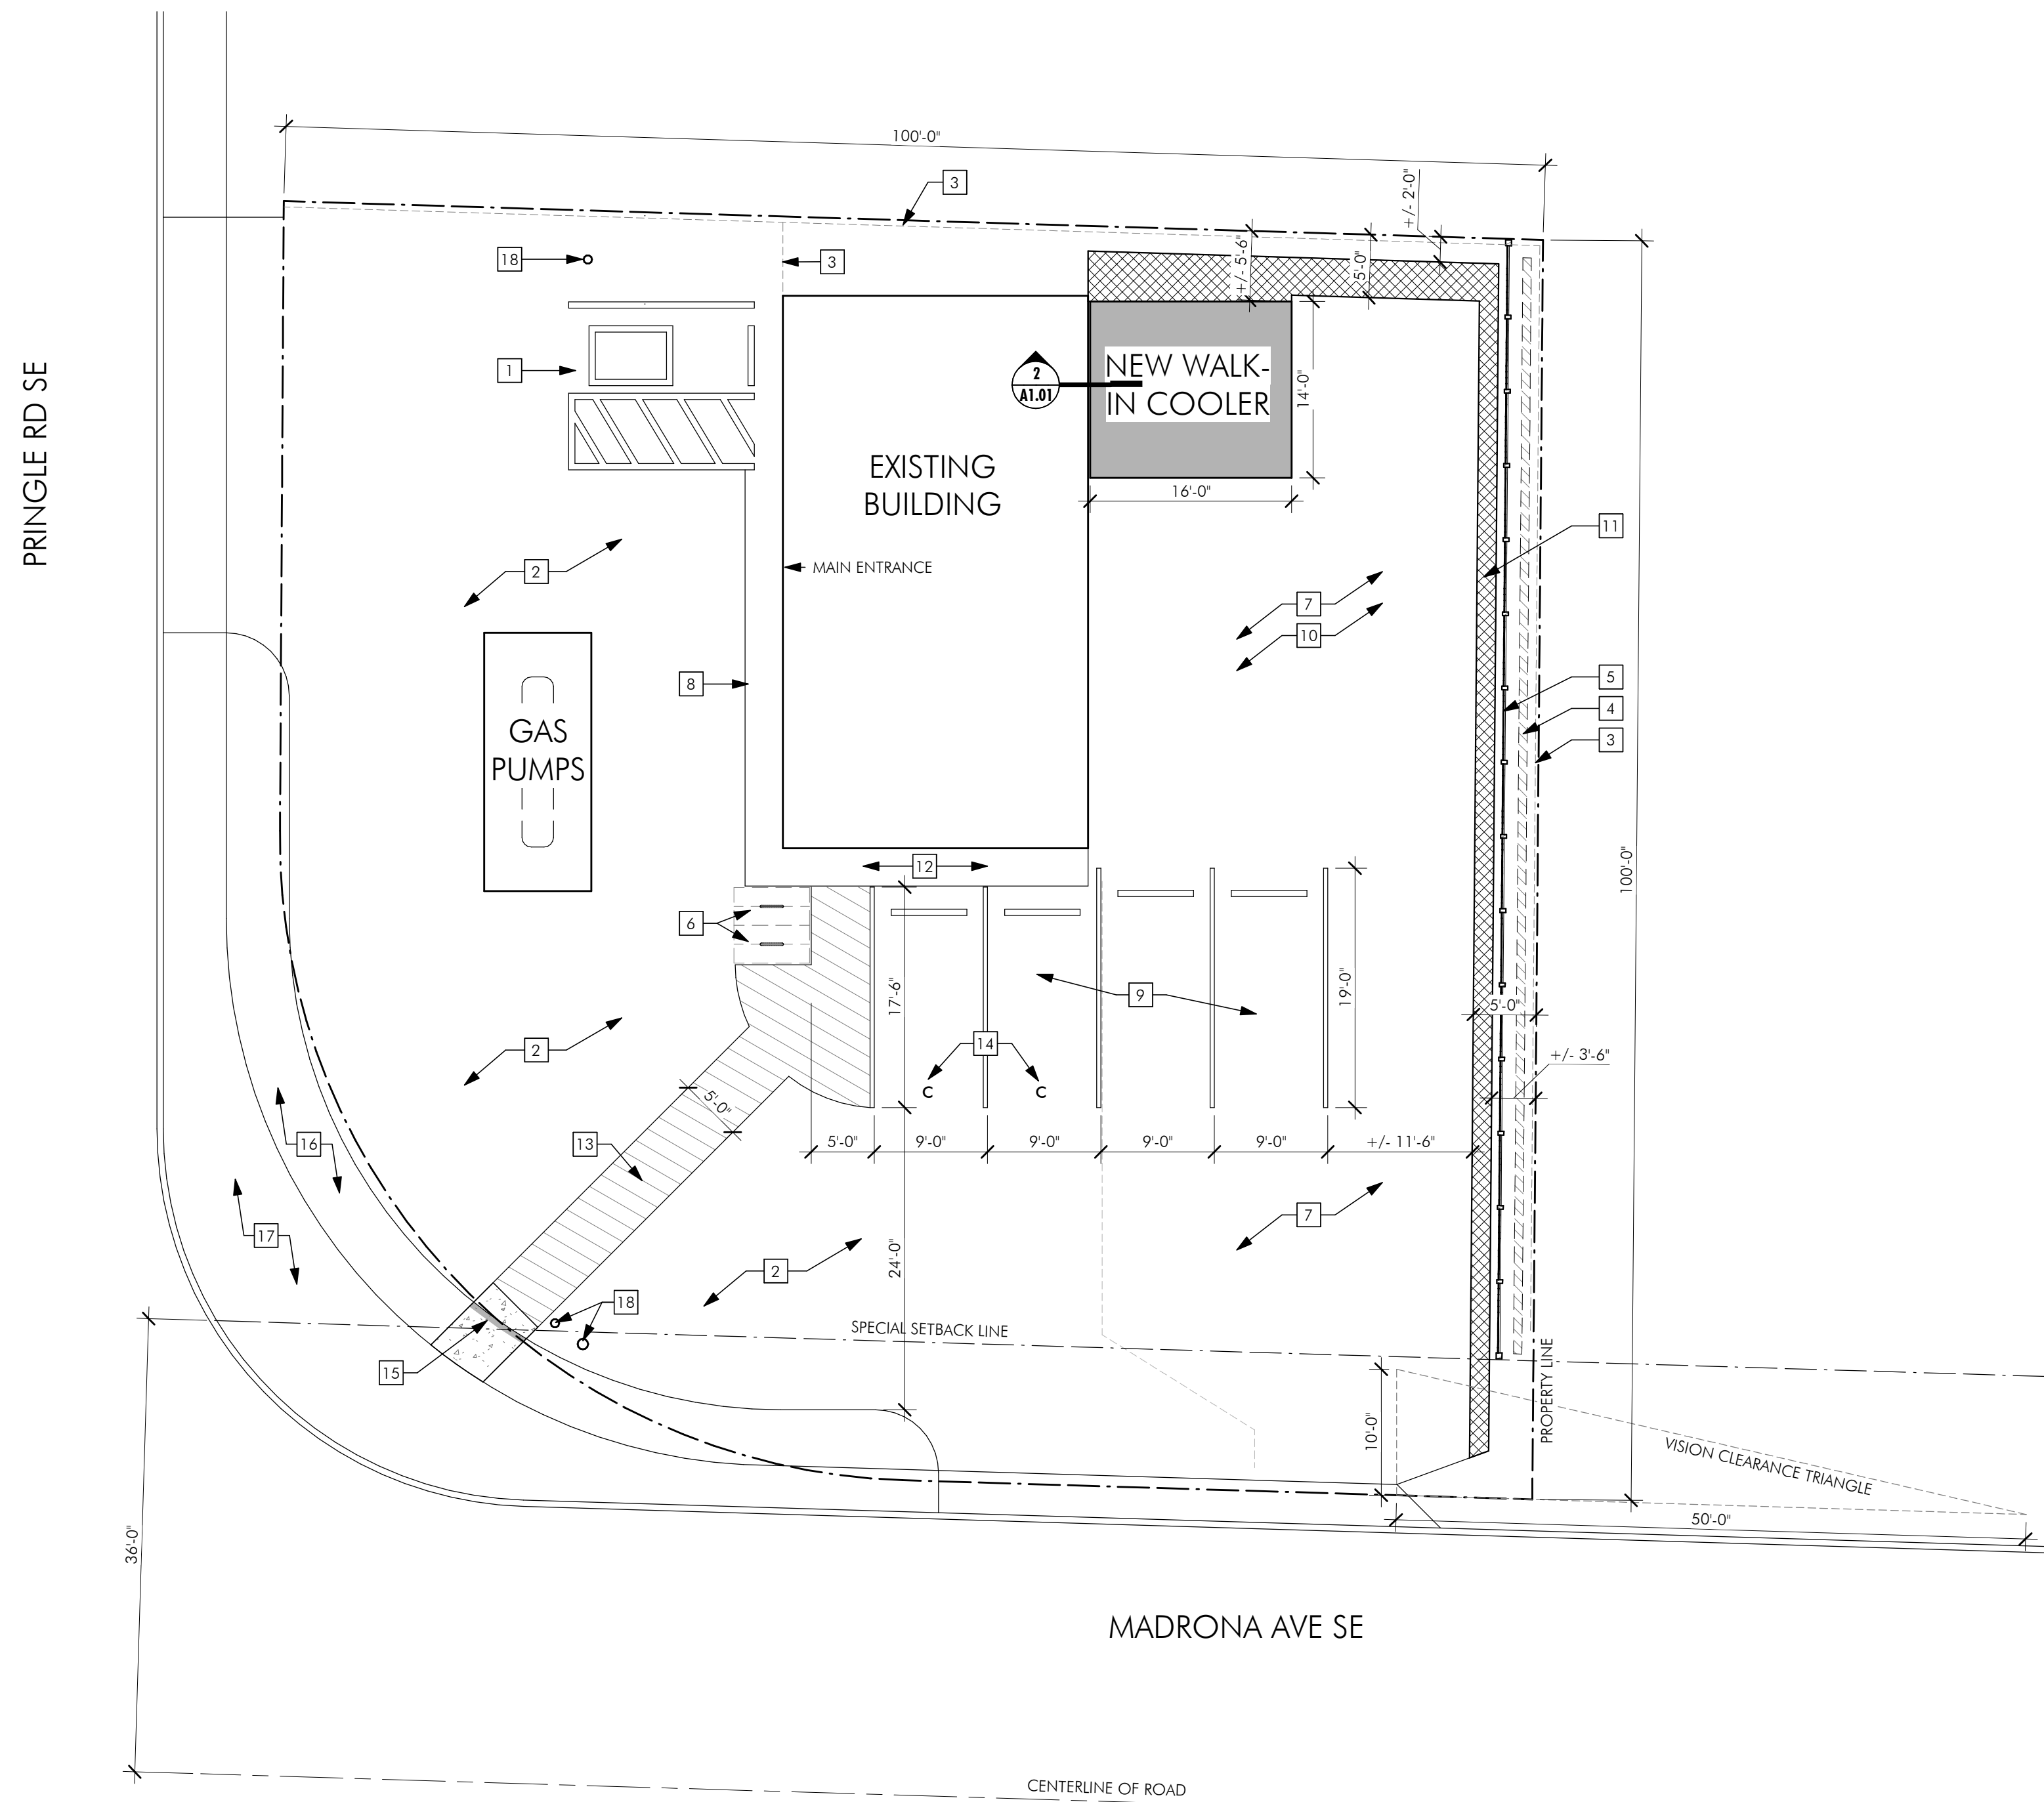 100'-0"
3
+/- 2'-0"
18
3
+/- 5'-6"
5'-0"
1
2
A1.01
NEW WALK-
IN COOLER
14'-0"
PRINGLE RD SE
EXISTING
BUILDING
16'-0"
11
2
MAIN ENTRANCE
7
10
8
5
4
3
GAS
PUMPS
12
100'-0"
6
17'-6"
9
19'-0"
5'-0"
14
2
C
C
+/- 3'-6"
5'-0"
16
13
5'-0"
9'-0"
9'-0"
9'-0"
9'-0"
+/- 11'-6"
17
7
24'-0"
2
18
SPECIAL SETBACK LINE
15
PROPERTY LINE
10'-0"
VISION CLEARANCE TRIANGLE
50'-0"
36'-0"
MADRONA AVE SE
CENTERLINE OF ROAD